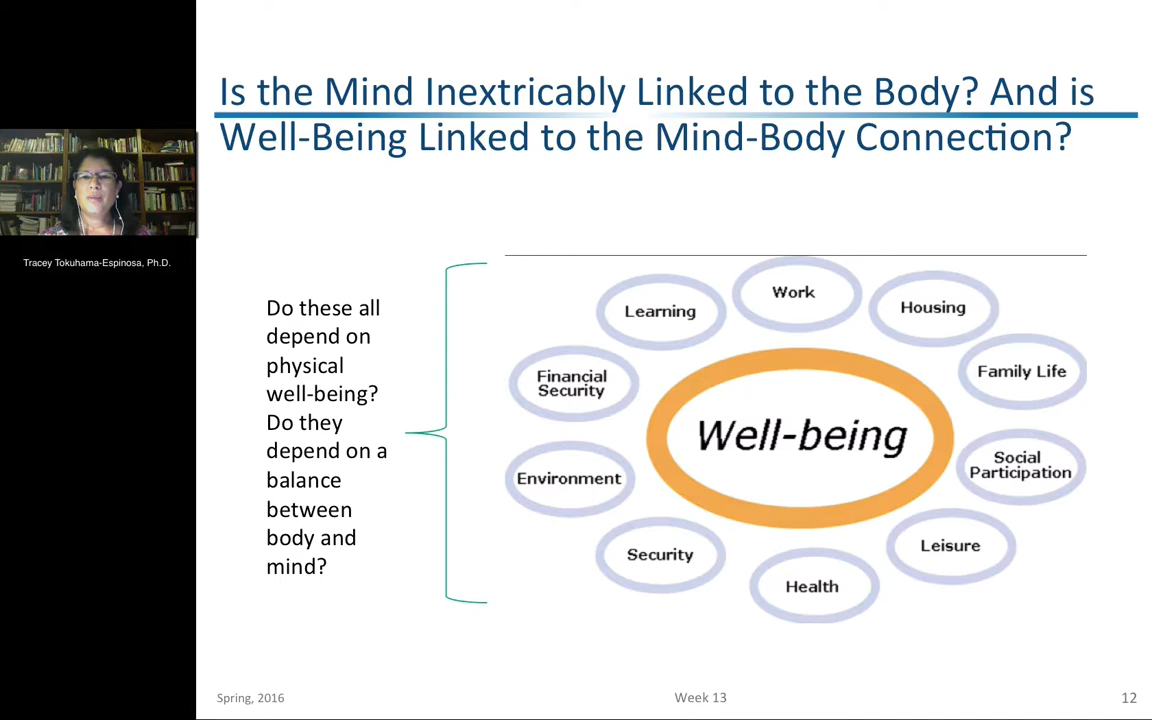 Is the Mind Inextricably Linked to the Body? And is
Well-Being Linked to the Mind-Body Connection?
Tracey Tokuhama-Espinosa, Ph.D.
Do these all
depend on
physical
well-being?
Do they
depend on a
balance
between
body and
mind?
Work
Learning
Housing
Financial
Security
Family Life
Well-being
Environment
Social
Participation
Security
Leisure
Health
Spring, 2016
Week 13
12